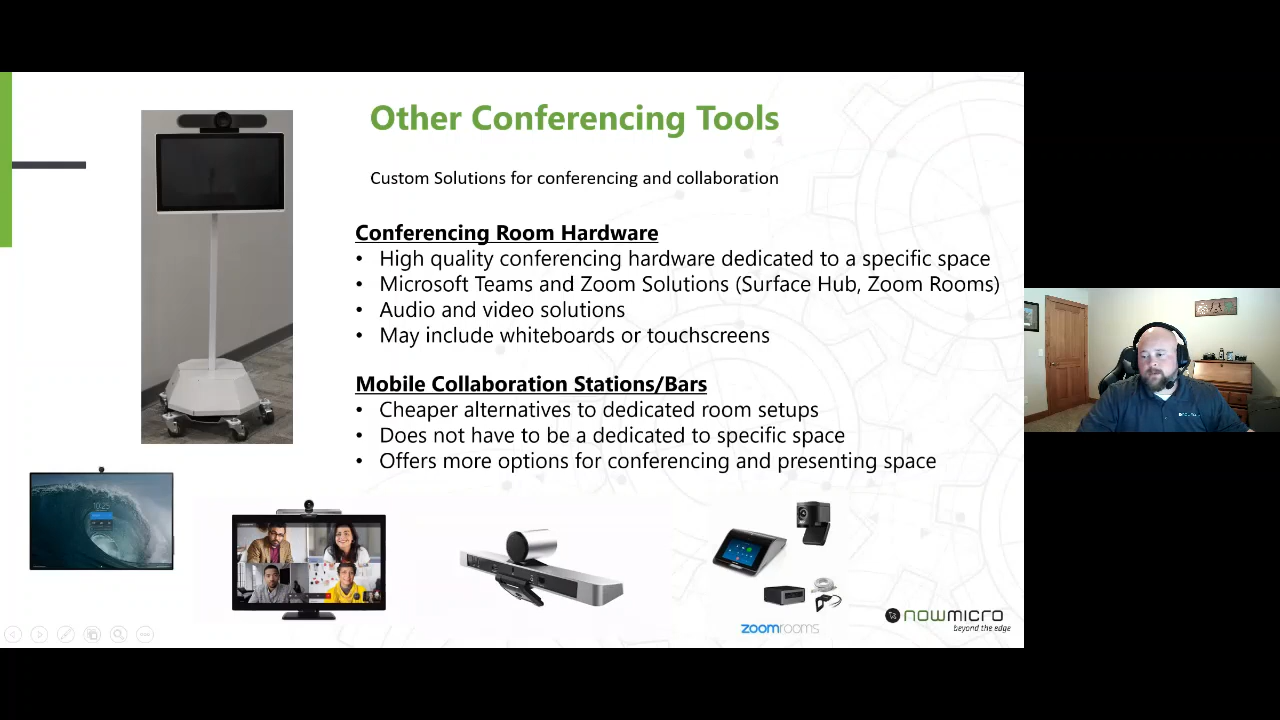 Other Conferencing Tools
Custom Solutions for conferencing and collaboration
Conferencing Room Hardware
• High quality conferencing hardware dedicated to a specific space
• Microsoft Teams and Zoom Solutions (Surface Hub, Zoom Rooms)
• Audio and video solutions
• May include whiteboards or touchscreens
Mobile Collaboration Stations/Bars
• Cheaper alternatives to dedicated room setups
• Does not have to be a dedicated to specific space
• Offers more options for conferencing and presenting space
10:25
zoomrooms
nowmicro
beyond the edge